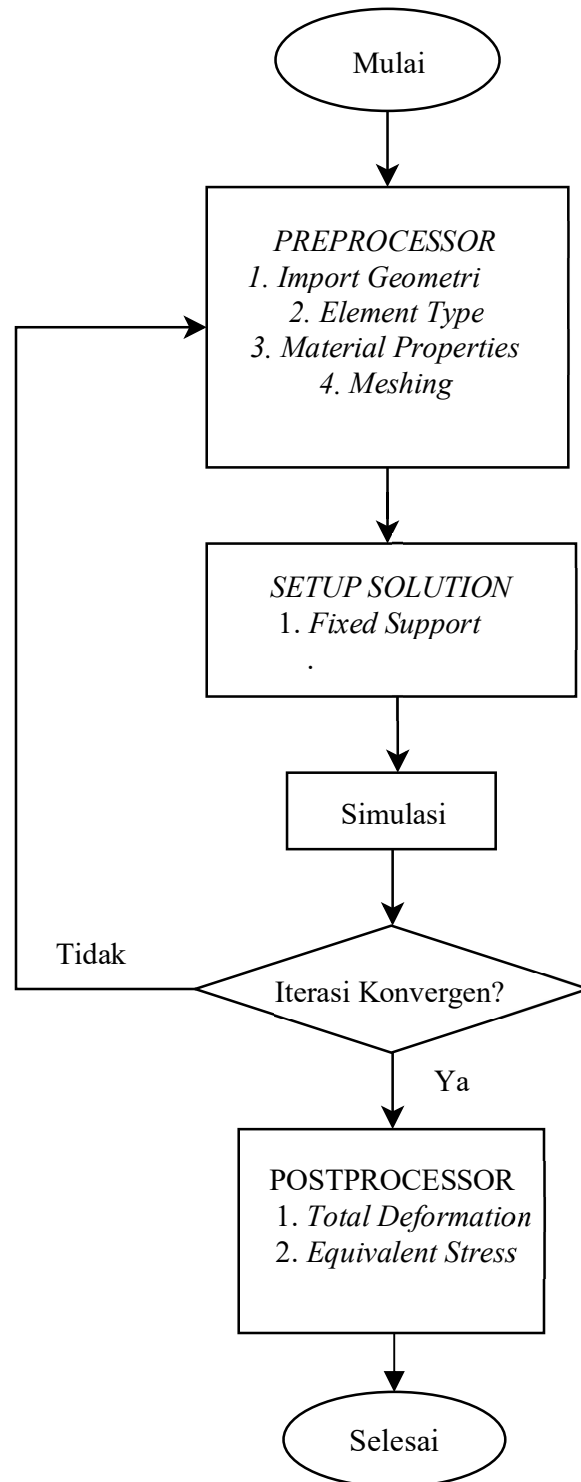 Mulai
PREPROCESSOR
1. Import Geometri
2. Element Type
3. Material Properties
4. Meshing
SETUP SOLUTION
1. Fixed Support
.
Simulasi
Tidak
Iterasi Konvergen?
Ya
POSTPROCESSOR
1. Total Deformation
2. Equivalent Stress
Selesai